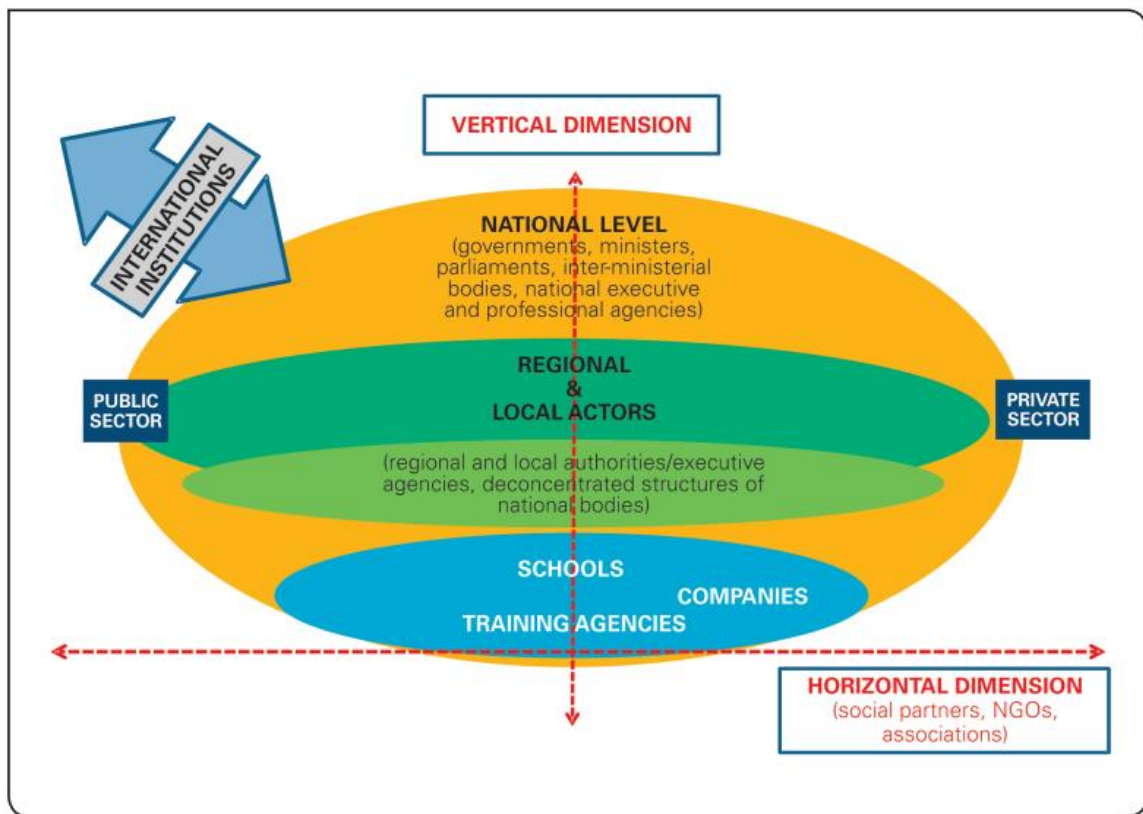 VERTICAL DIMENSION
INTERNATIONAL
INSTITUTIONS
NATIONAL LEVEL
(governments, ministers,
parliaments, inter-ministerial
bodies, national executive
and professional agencies)
REGIONAL
&
LOCAL ACTORS
PUBLIC
SECTOR
PRIVATE
SECTOR
(regional and local authorities/executive
agencies, deconcentrated structures of
national bodies)
SCHOOLS
COMPANIES
TRAINING AGENCIES
HORIZONTAL DIMENSION
(social partners, NGOs,
associations)